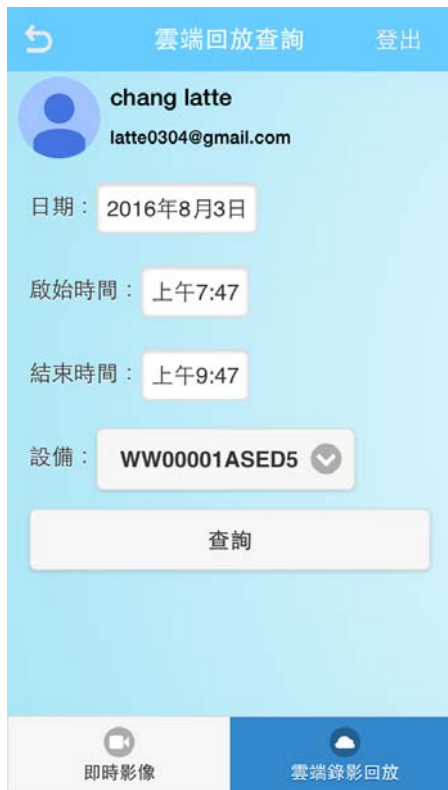 雲端回放查詢 登出
chang latte
latte0304@gmail.com
日期： 2016年8月3日
啟始時間： 上午7:47
結束時間： 上午9:47
設備： WW00001ASED5
查詢
即時影像 雲端錄影回放